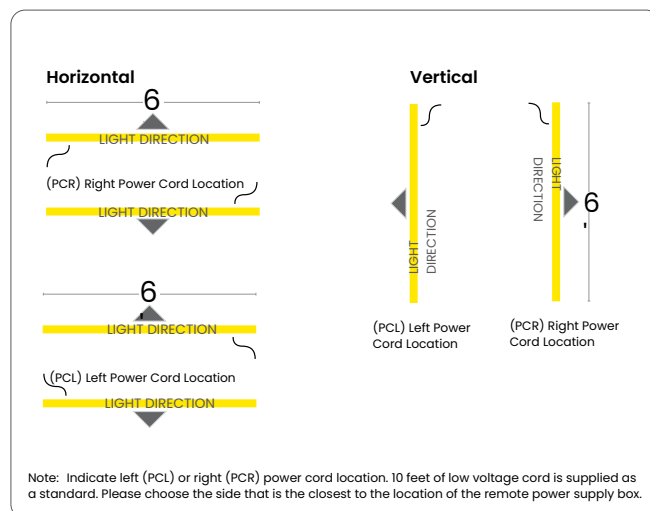 Horizontal
6
LIGHT DIRECTION
(PCR) Right Power Cord Location
LIGHT DIRECTION
6
'
LIGHT DIRECTION
(PCL) Left Power Cord Location
LIGHT DIRECTION
Vertical
LIGHT
DIRECTION
(PCL) Left Power
Cord Location
LIGHT
DIRECTION
6
'
(PCR) Right Power
Cord Location
Note: Indicate left (PCL) or right (PCR) power cord location. 10 feet of low voltage cord is supplied as
a standard. Please choose the side that is the closest to the location of the remote power supply box.